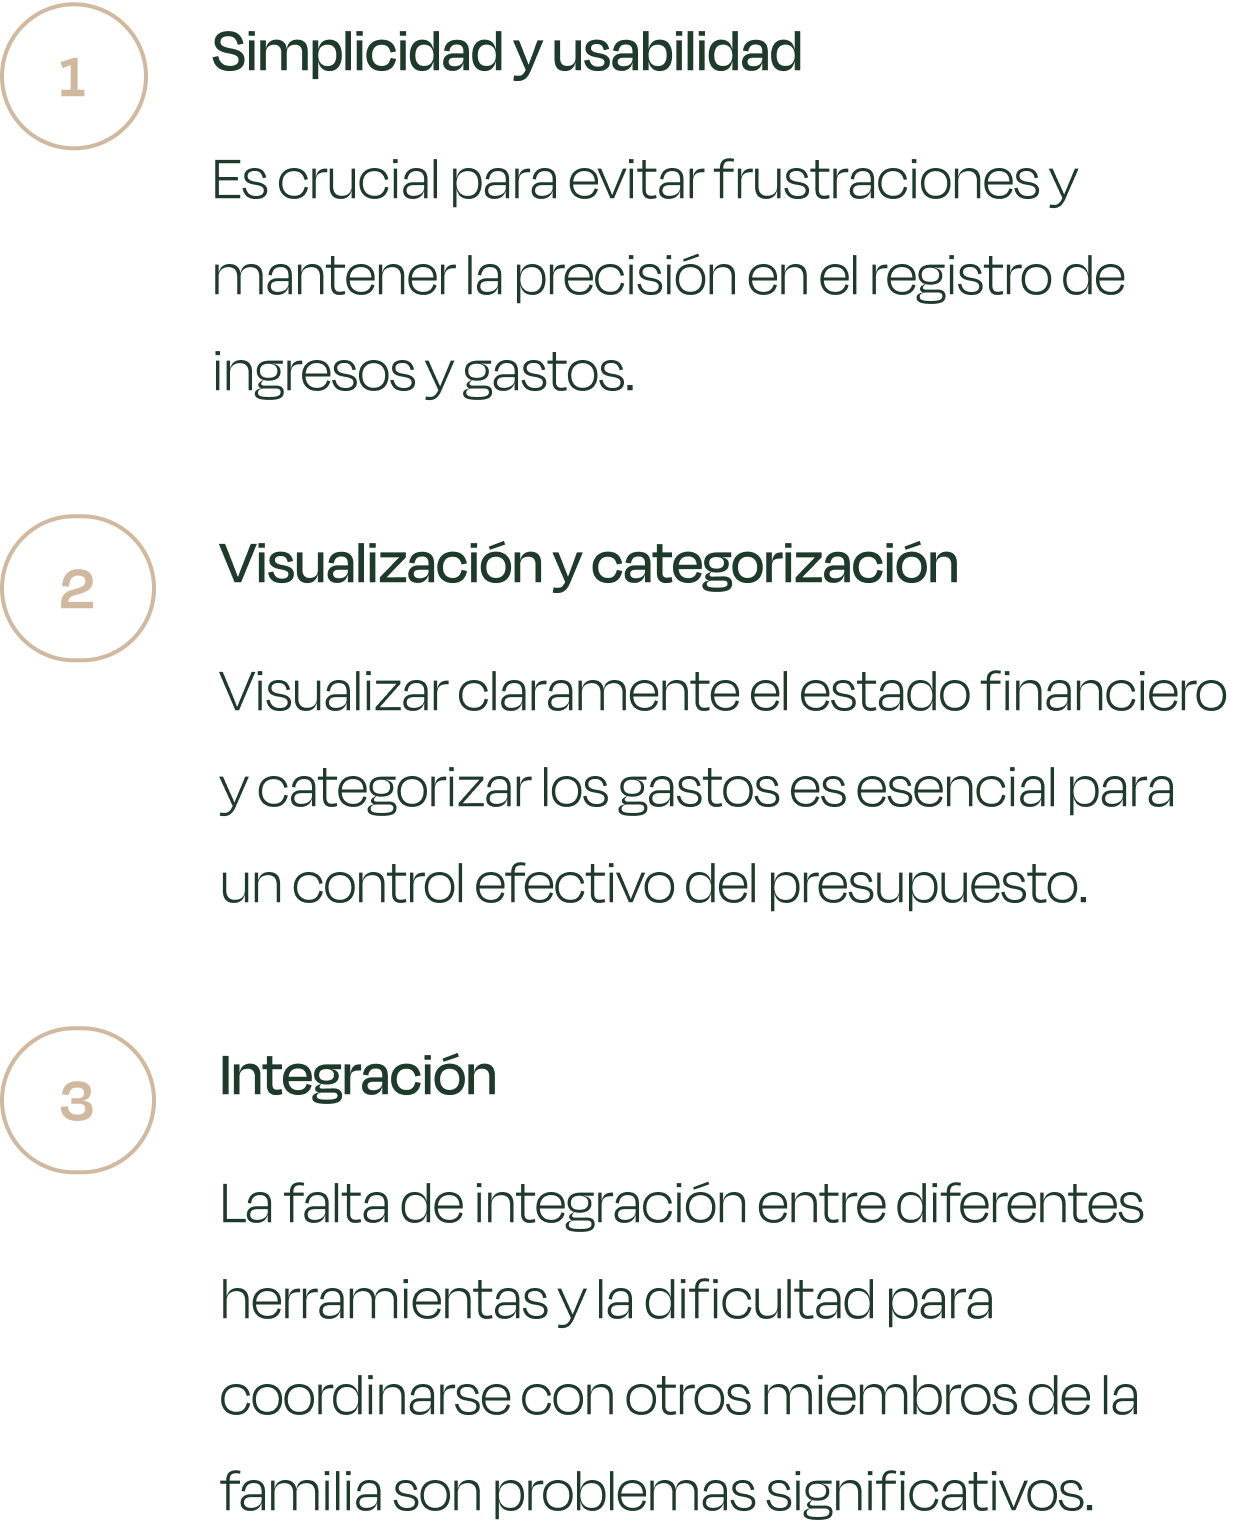 1
Simplicidad y usabilidad
Es crucial para evitar frustraciones y
mantener la precisión en el registro de
ingresos y gastos.
2
Visualización y categorización
Visualizar claramente el estado financiero
y categorizar los gastos es esencial para
un control efectivo del presupuesto.
3
Integración
La falta de integración entre diferentes
herramientas y la dificultad para
coordinarse con otros miembros de la
familia son problemas significativos.